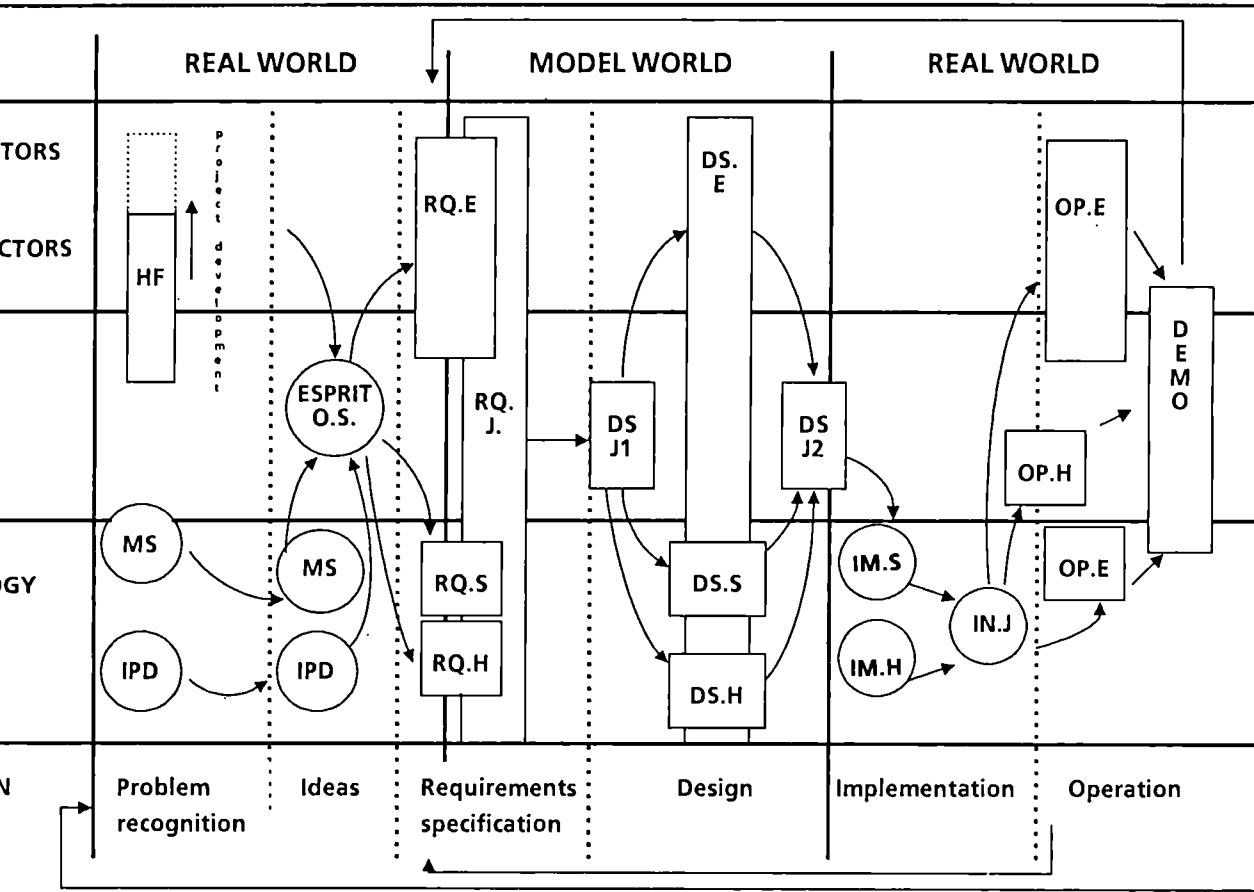 REAL WORLD
MODEL WORLD
REAL WORLD
TORS
CTORS
HF
project development
RQ.E
DS.
E
OP.E
ESPRIT
O.S.
RQ.
J.
DS
J1
DS
J2
DEMO
OP.H
MS
MS
RQ.S
DS.S
IM.S
OP.E
OGY
IN.J
IPD
IPD
RQ.H
DS.H
IM.H
N
Problem
recognition
Ideas
Requirements
specification
Design
Implementation
Operation